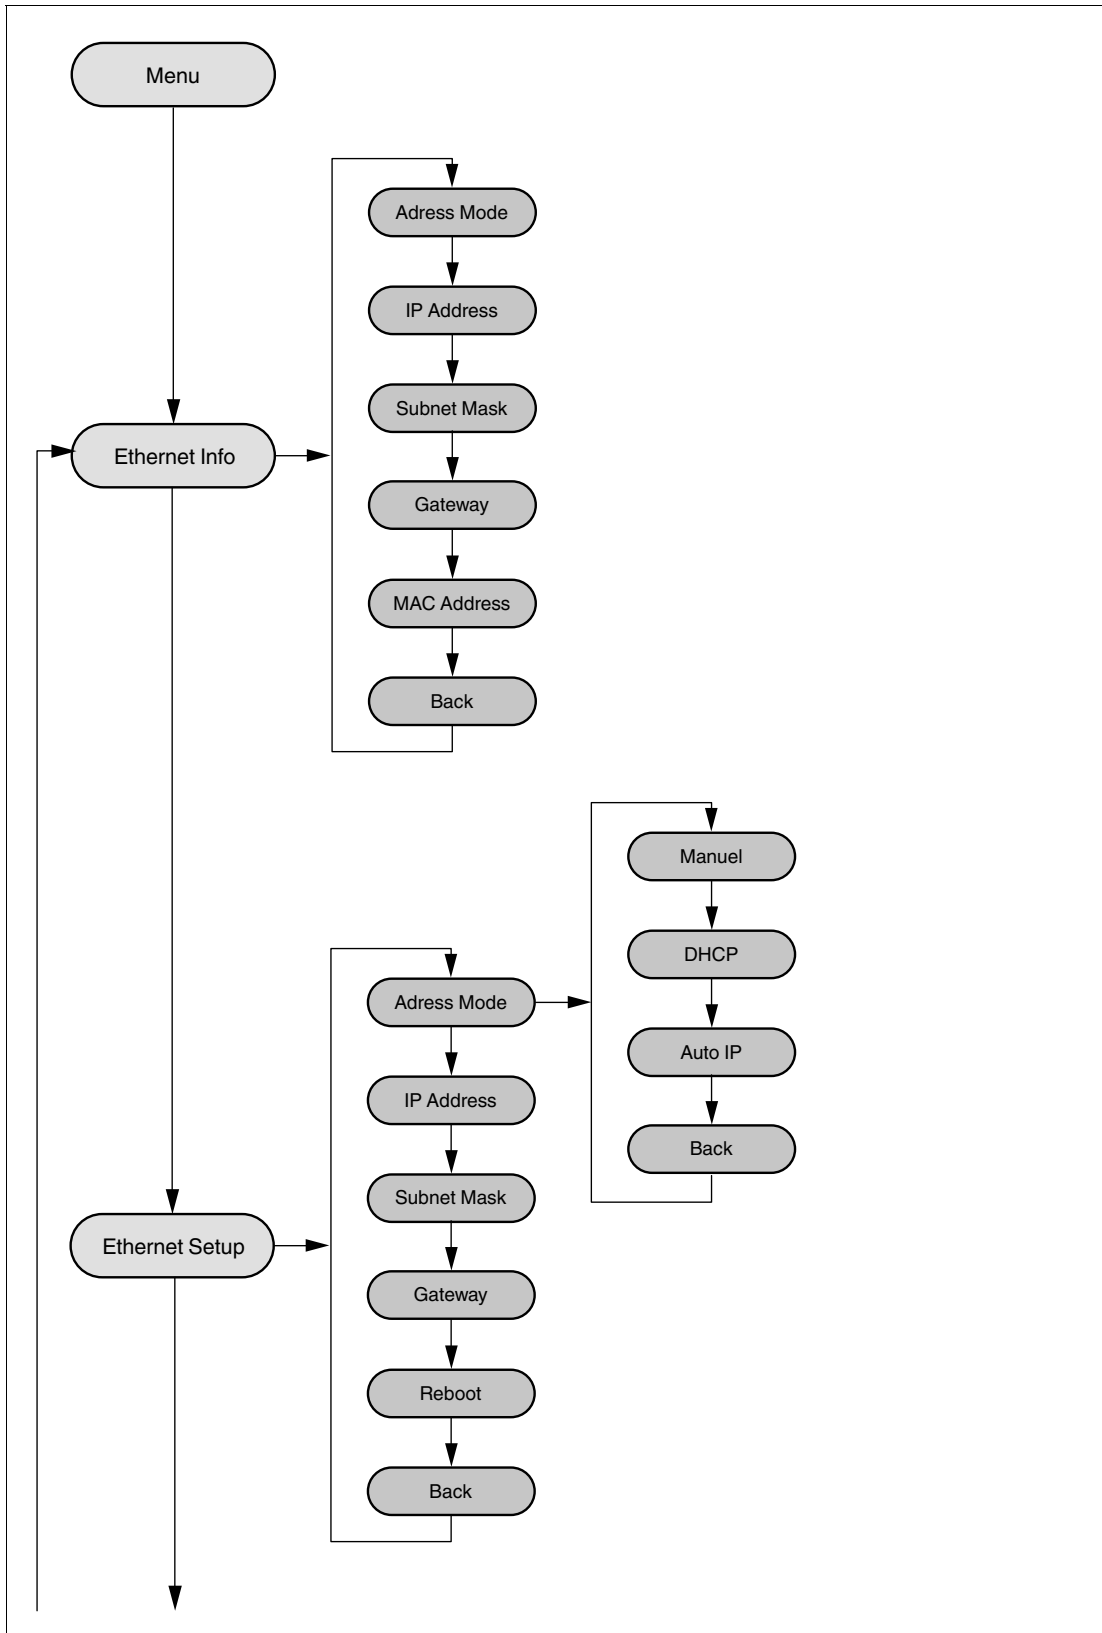 Menu
Adress Mode
IP Address
Subnet Mask
Ethernet Info
Gateway
MAC Address
Back
Manuel
DHCP
Adress Mode
Auto IP
IP Address
Back
Subnet Mask
Ethernet Setup
Gateway
Reboot
Back